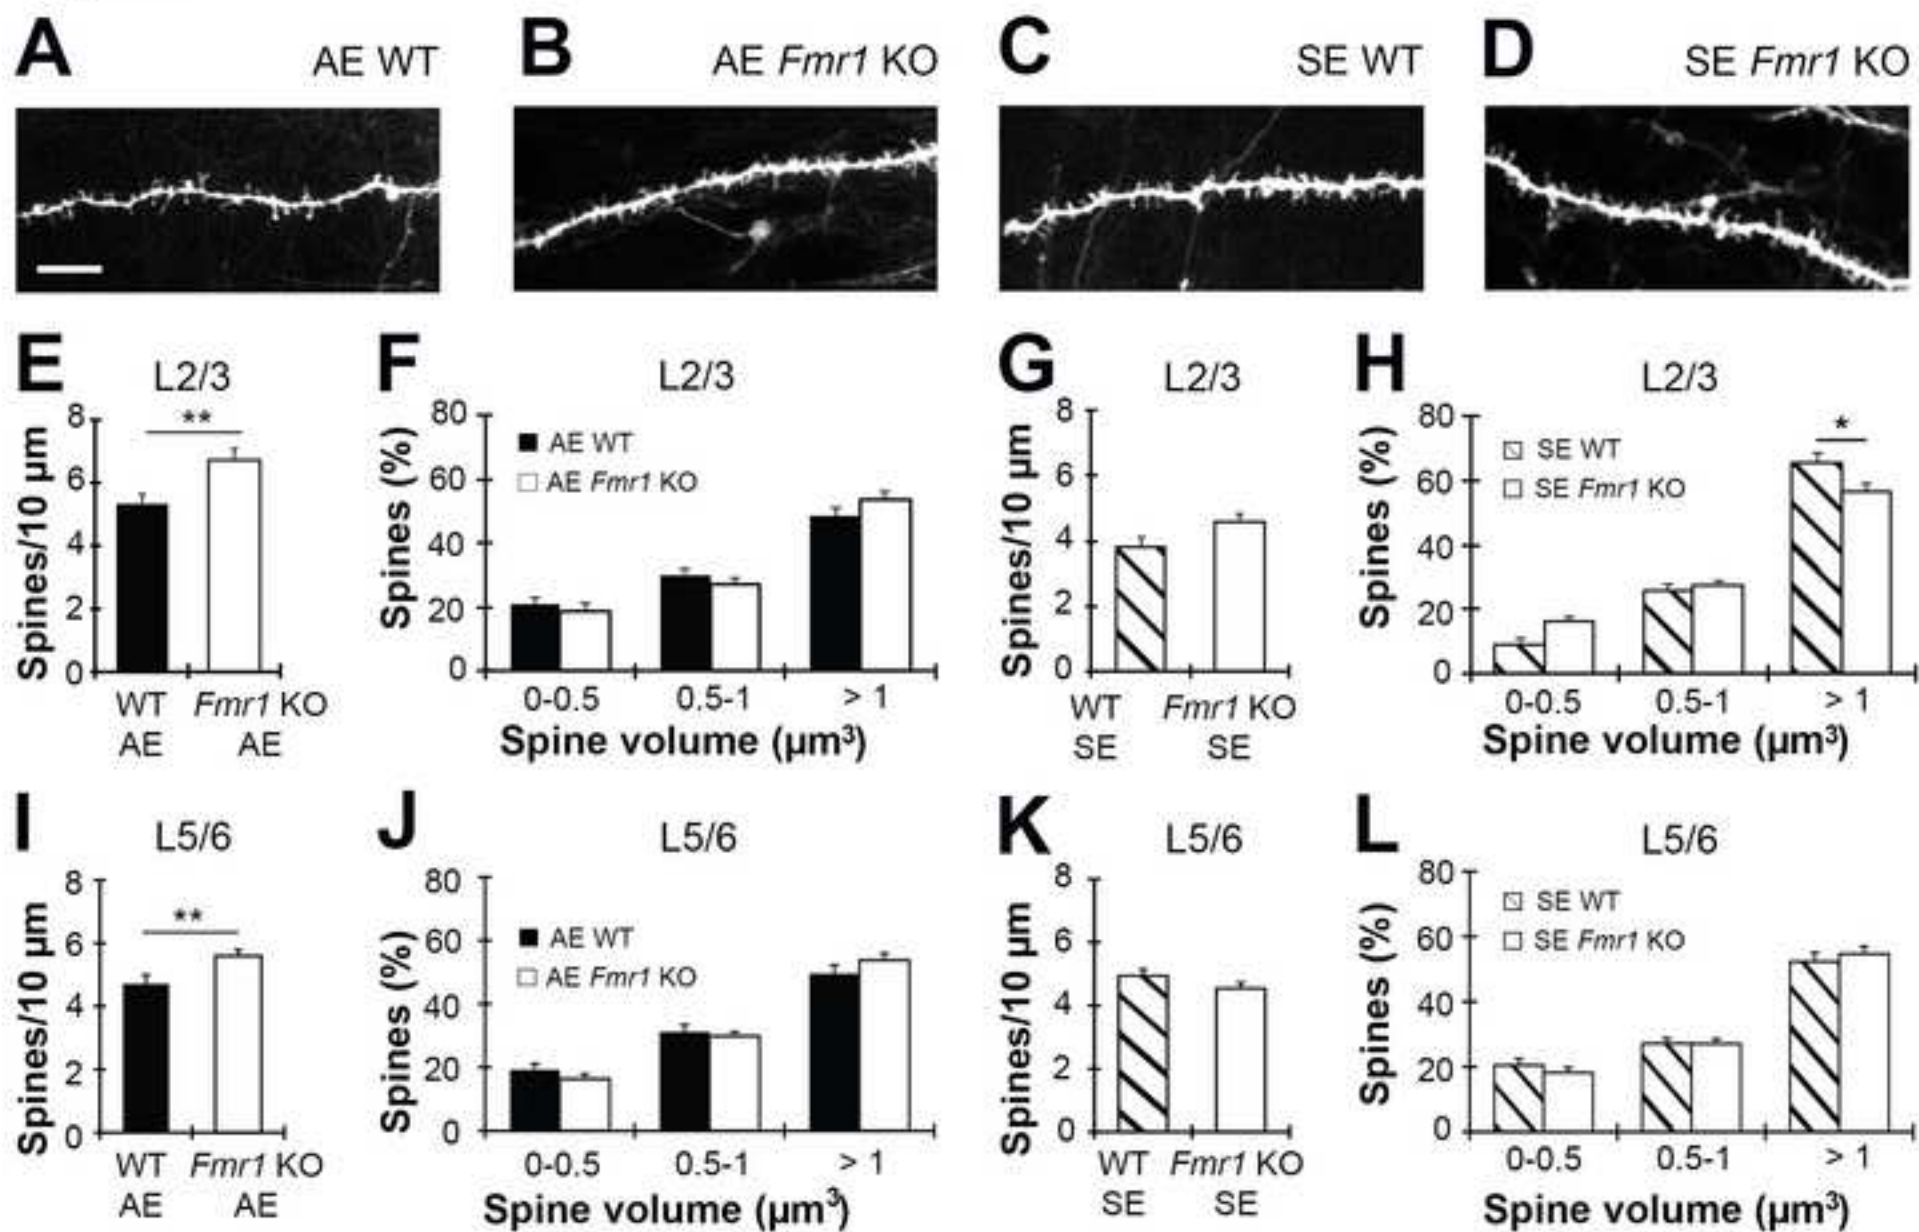 A
AE WT
B
AE Fmr1 KO
C
SE WT
D
SE Fmr1 KO
E
L2/3
Spines/10 µm
8
6
4
2
0
**
WT
Fmr1 KO
AE
AE
F
L2/3
Spines (%)
80
60
40
20
0
AE WT
AE Fmr1 KO
0-0.5
0.5-1
> 1
Spine volume (µm³)
G
L2/3
Spines/10 µm
8
6
4
2
0
WT
Fmr1 KO
SE
SE
H
L2/3
Spines (%)
80
60
40
20
0
SE WT
SE Fmr1 KO
*
0-0.5
0.5-1
> 1
Spine volume (µm³)
I
L5/6
Spines/10 µm
8
6
4
2
0
**
WT
Fmr1 KO
AE
AE
J
L5/6
Spines (%)
80
60
40
20
0
AE WT
AE Fmr1 KO
0-0.5
0.5-1
> 1
Spine volume (µm³)
K
L5/6
Spines/10 µm
8
6
4
2
0
WT
Fmr1 KO
SE
SE
L
L5/6
Spines (%)
80
60
40
20
0
SE WT
SE Fmr1 KO
0-0.5
0.5-1
> 1
Spine volume (µm³)